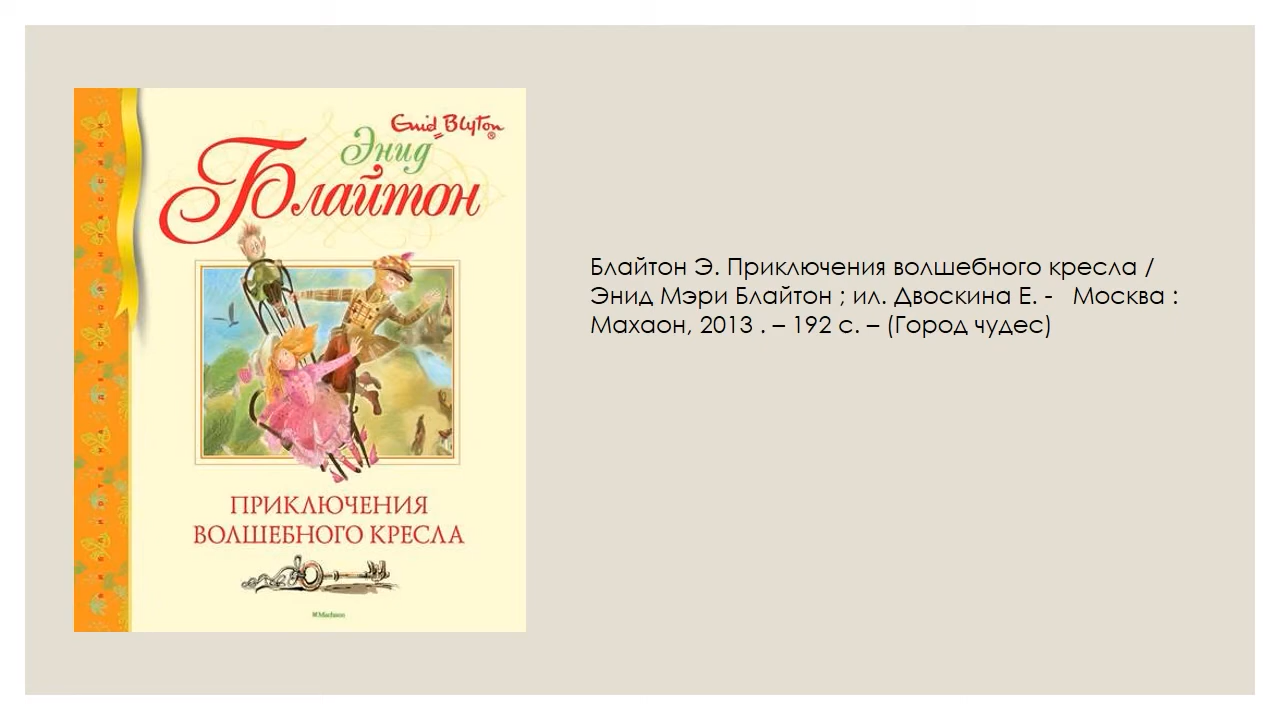 Enid Blyton
Энид
Блайтон
ПРИКЛЮЧЕНИЯ
ВОЛШЕБНОГО КРЕСЛА
Machaon
Блайтон Э. Приключения волшебного кресла /
Энид Мэри Блайтон ; ил. Двоскина Е. - Москва :
Махаон, 2013 . – 192 с. – (Город чудес)